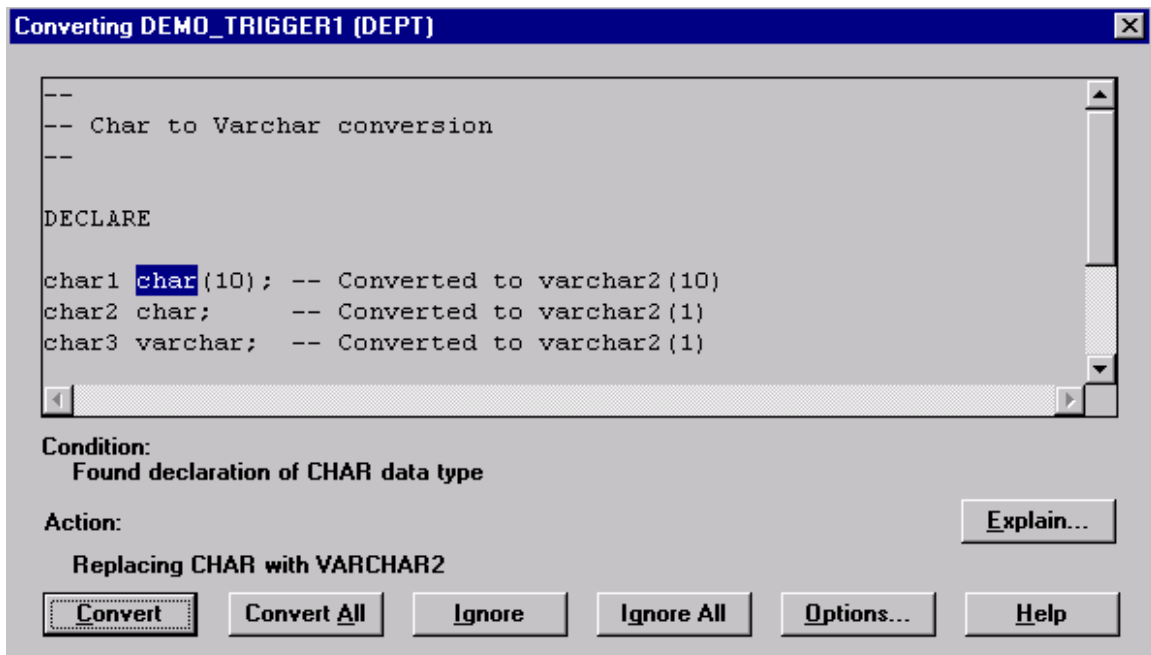 Converting DEMO_TRIGGER1 (DEPT)
--
-- Char to Varchar conversion
--
DECLARE
char1 char(10); -- Converted to varchar2(10)
char2 char;     -- Converted to varchar2(1)
char3 varchar;  -- Converted to varchar2(1)
Condition:
Found declaration of CHAR data type
Action:
Explain...
Replacing CHAR with VARCHAR2
Convert Convert All Ignore Ignore All Options... Help